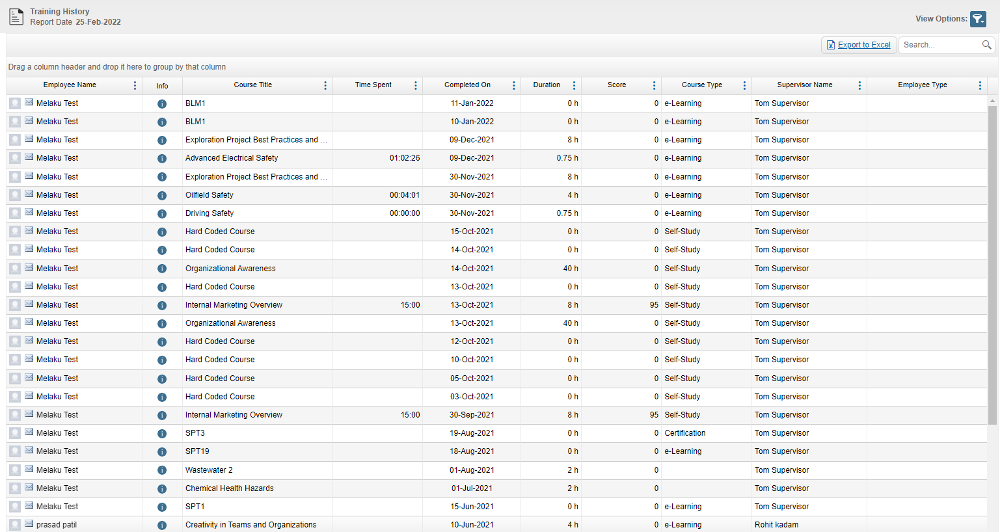 Training History
Report Date 25-Feb-2022
View Options:
Export to Excel Search...
Drag a column header and drop it here to group by that column
Employee Name Info Course Title Time Spent Completed On Duration Score Course Type Supervisor Name Employee Type
Melaku Test BLM1 11-Jan-2022 0 h 0 e-Learning Tom Supervisor
Melaku Test BLM1 10-Jan-2022 0 h 0 e-Learning Tom Supervisor
Melaku Test Exploration Project Best Practices and ... 09-Dec-2021 8 h 0 e-Learning Tom Supervisor
Melaku Test Advanced Electrical Safety 01:02:26 09-Dec-2021 0.75 h 0 e-Learning Tom Supervisor
Melaku Test Exploration Project Best Practices and ... 30-Nov-2021 8 h 0 e-Learning Tom Supervisor
Melaku Test Oilfield Safety 00:04:01 30-Nov-2021 4 h 0 e-Learning Tom Supervisor
Melaku Test Driving Safety 00:00:00 30-Nov-2021 0.75 h 0 e-Learning Tom Supervisor
Melaku Test Hard Coded Course 15-Oct-2021 0 h 0 Self-Study Tom Supervisor
Melaku Test Hard Coded Course 14-Oct-2021 0 h 0 Self-Study Tom Supervisor
Melaku Test Organizational Awareness 14-Oct-2021 40 h 0 Self-Study Tom Supervisor
Melaku Test Hard Coded Course 13-Oct-2021 0 h 0 Self-Study Tom Supervisor
Melaku Test Internal Marketing Overview 15:00 13-Oct-2021 8 h 95 Self-Study Tom Supervisor
Melaku Test Organizational Awareness 13-Oct-2021 40 h 0 Self-Study Tom Supervisor
Melaku Test Hard Coded Course 12-Oct-2021 0 h 0 Self-Study Tom Supervisor
Melaku Test Hard Coded Course 10-Oct-2021 0 h 0 Self-Study Tom Supervisor
Melaku Test Hard Coded Course 05-Oct-2021 0 h 0 Self-Study Tom Supervisor
Melaku Test Hard Coded Course 03-Oct-2021 0 h 0 Self-Study Tom Supervisor
Melaku Test Internal Marketing Overview 15:00 30-Sep-2021 8 h 95 Self-Study Tom Supervisor
Melaku Test SPT3 19-Aug-2021 0 h 0 Certification Tom Supervisor
Melaku Test SPT19 18-Aug-2021 0 h 0 e-Learning Tom Supervisor
Melaku Test Wastewater 2 01-Aug-2021 2 h 0 Tom Supervisor
Melaku Test Chemical Health Hazards 01-Jul-2021 2 h 0 Tom Supervisor
Melaku Test SPT1 15-Jun-2021 0 h 0 e-Learning Tom Supervisor
prasad patil Creativity in Teams and Organizations 10-Jun-2021 4 h 0 e-Learning Rohit kadam